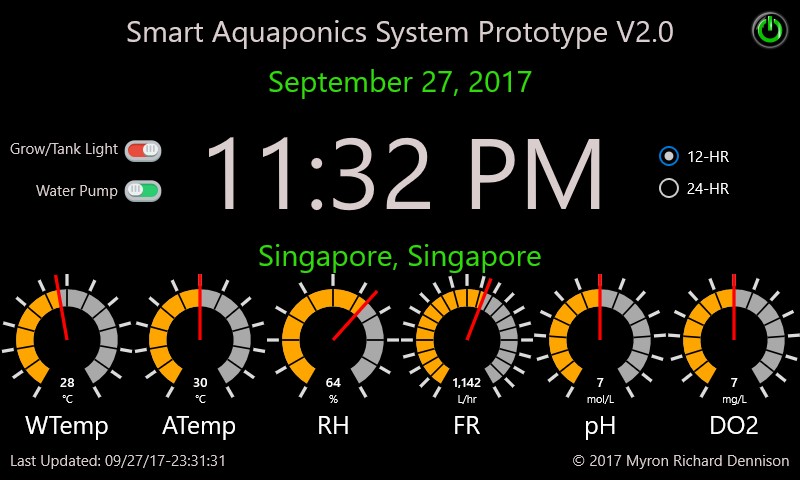 Smart Aquaponics System Prototype V2.0
September 27, 2017
Grow/Tank Light
Water Pump
11:32 PM
12-HR
24-HR
Singapore, Singapore
28 30 64 1,142 7 7
°C °C % L/hr mol/L mg/L
WTemp ATemp RH FR pH DO2
Last Updated: 09/27/17-23:31:31 © 2017 Myron Richard Dennison